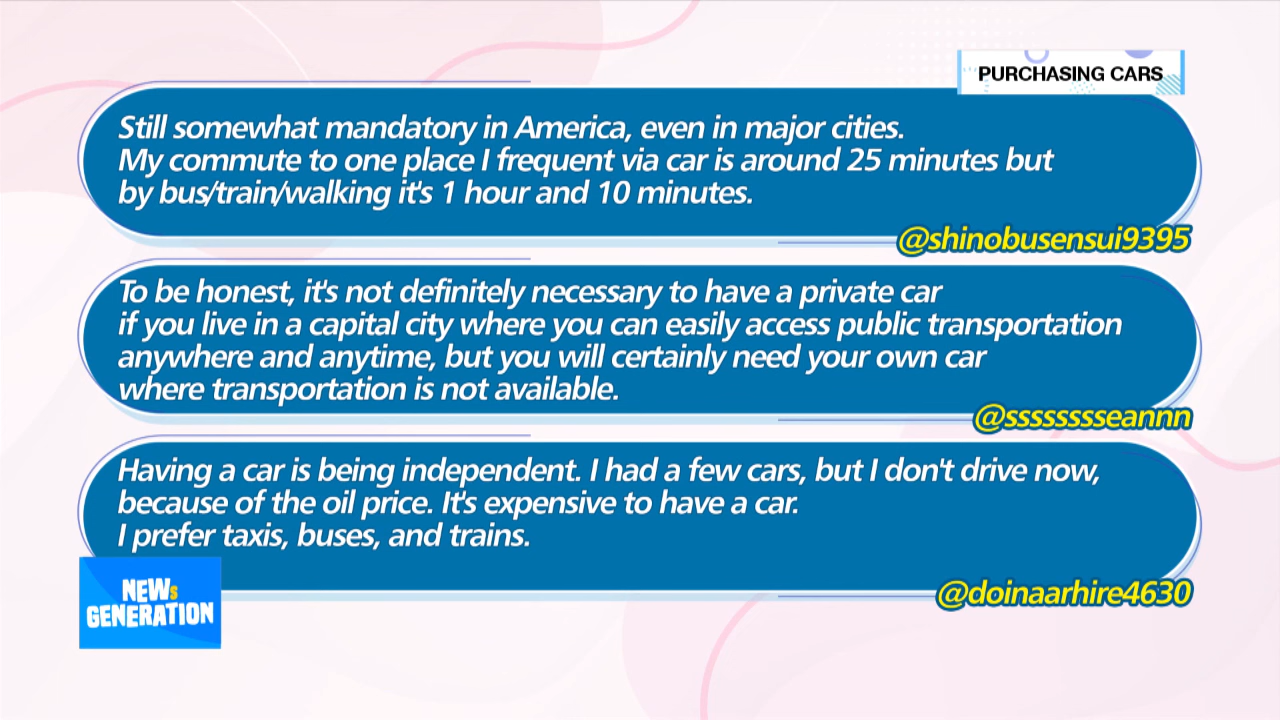 PURCHASING CARS
Still somewhat mandatory in America, even in major cities.
My commute to one place I frequent via car is around 25 minutes but
by bus/train/walking it's 1 hour and 10 minutes.
@shinobusensui9395
To be honest, it's not definitely necessary to have a private car
if you live in a capital city where you can easily access public transportation
anywhere and anytime, but you will certainly need your own car
where transportation is not available.
@sssssssseannn
Having a car is being independent. I had a few cars, but I don't drive now,
because of the oil price. It's expensive to have a car.
I prefer taxis, buses, and trains.
@doinaarhire4630
NEWs
GENERATION